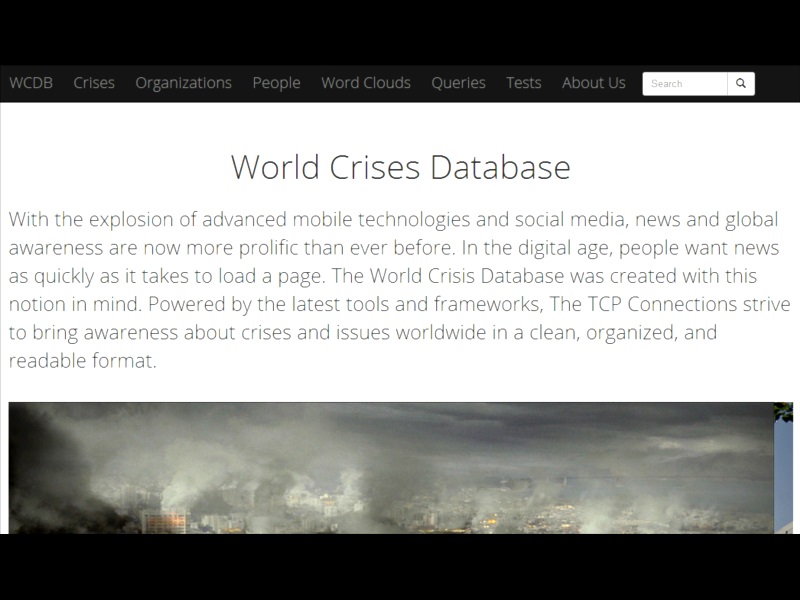 WCDB Crises Organizations People Word Clouds Queries Tests About Us Search
World Crises Database
With the explosion of advanced mobile technologies and social media, news and global
awareness are now more prolific than ever before. In the digital age, people want news
as quickly as it takes to load a page. The World Crisis Database was created with this
notion in mind. Powered by the latest tools and frameworks, The TCP Connections strive
to bring awareness about crises and issues worldwide in a clean, organized, and
readable format.